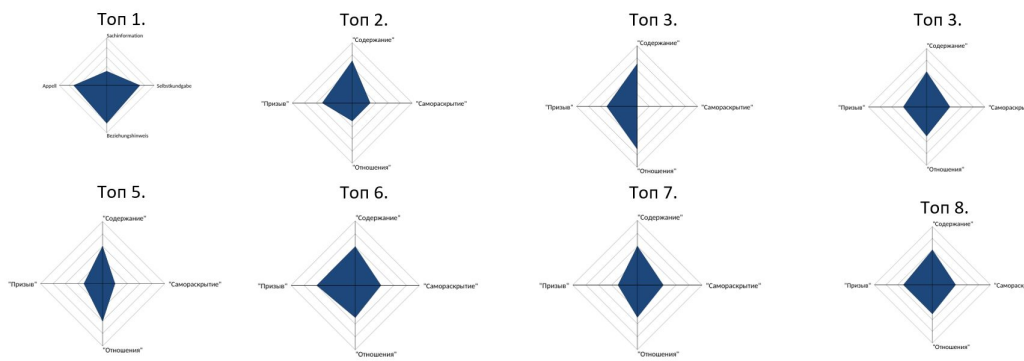 Топ 1.
Sachinformation
Appell
Selbstkundgabe
Beziehungshinweis
Топ 2.
"Содержание"
"Призыв"
"Самораскрытие"
"Отношения"
Топ 3.
"Содержание"
"Призыв"
"Самораскрытие"
"Отношения"
Топ 3.
"Содержание"
"Призыв"
"Самораскры
"Отношения"
Топ 5.
"Содержание"
"Призыв"
"Самораскрытие"
"Отношения"
Топ 6.
"Содержание"
"Призыв"
"Самораскрытие"
"Отношения"
Топ 7.
"Содержание"
"Призыв"
"Самораскрытие"
"Отношения"
Топ 8.
"Содержание"
"Призыв"
"Самораск
"Отношения"